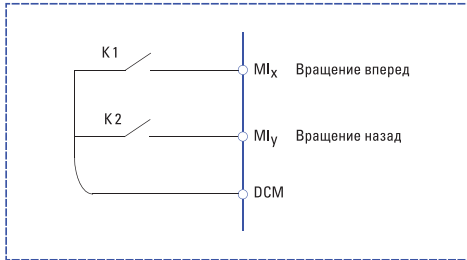 K1
MIx Вращение вперед
K2
MIy Вращение назад
DCM